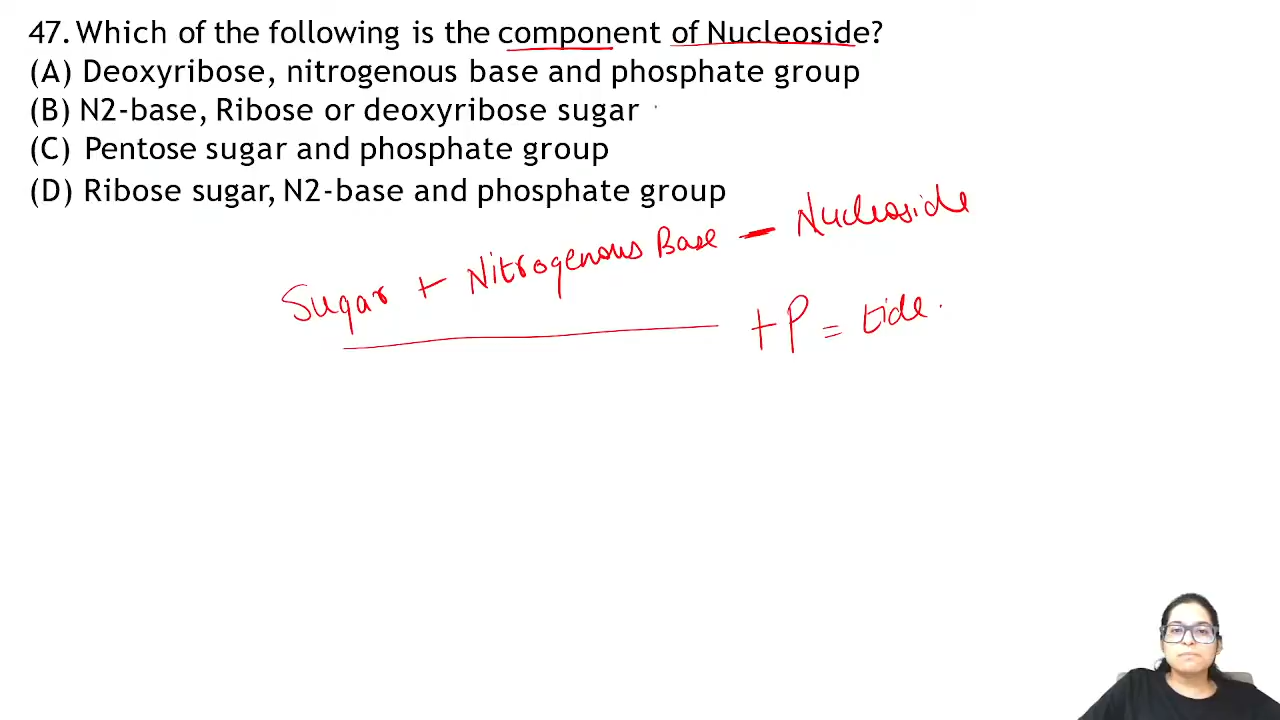 47. Which of the following is the component of Nucleoside?
(A) Deoxyribose, nitrogenous base and phosphate group
(B) N2-base, Ribose or deoxyribose sugar
(C) Pentose sugar and phosphate group
(D) Ribose sugar, N2-base and phosphate group
Sugar + Nitrogenous Base - Nucleoside
+P = tide.